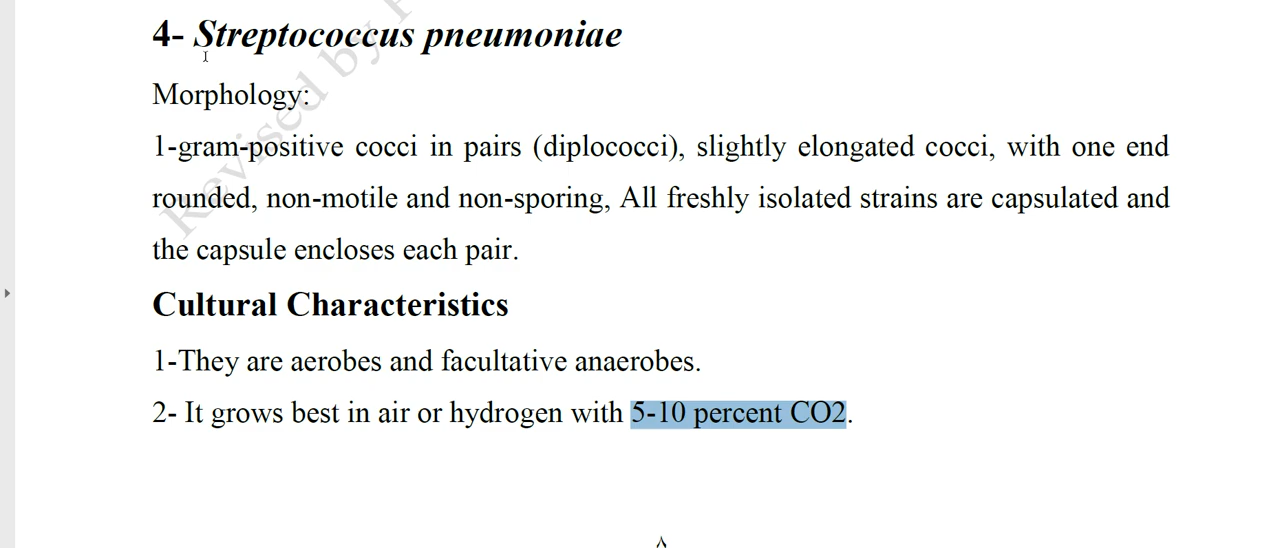 4- Streptococcus pneumoniae
Morphology:
1-gram-positive cocci in pairs (diplococci), slightly elongated cocci, with one end
rounded, non-motile and non-sporing, All freshly isolated strains are capsulated and
the capsule encloses each pair.
Cultural Characteristics
1-They are aerobes and facultative anaerobes.
2- It grows best in air or hydrogen with 5-10 percent CO2.
Revised by
٨